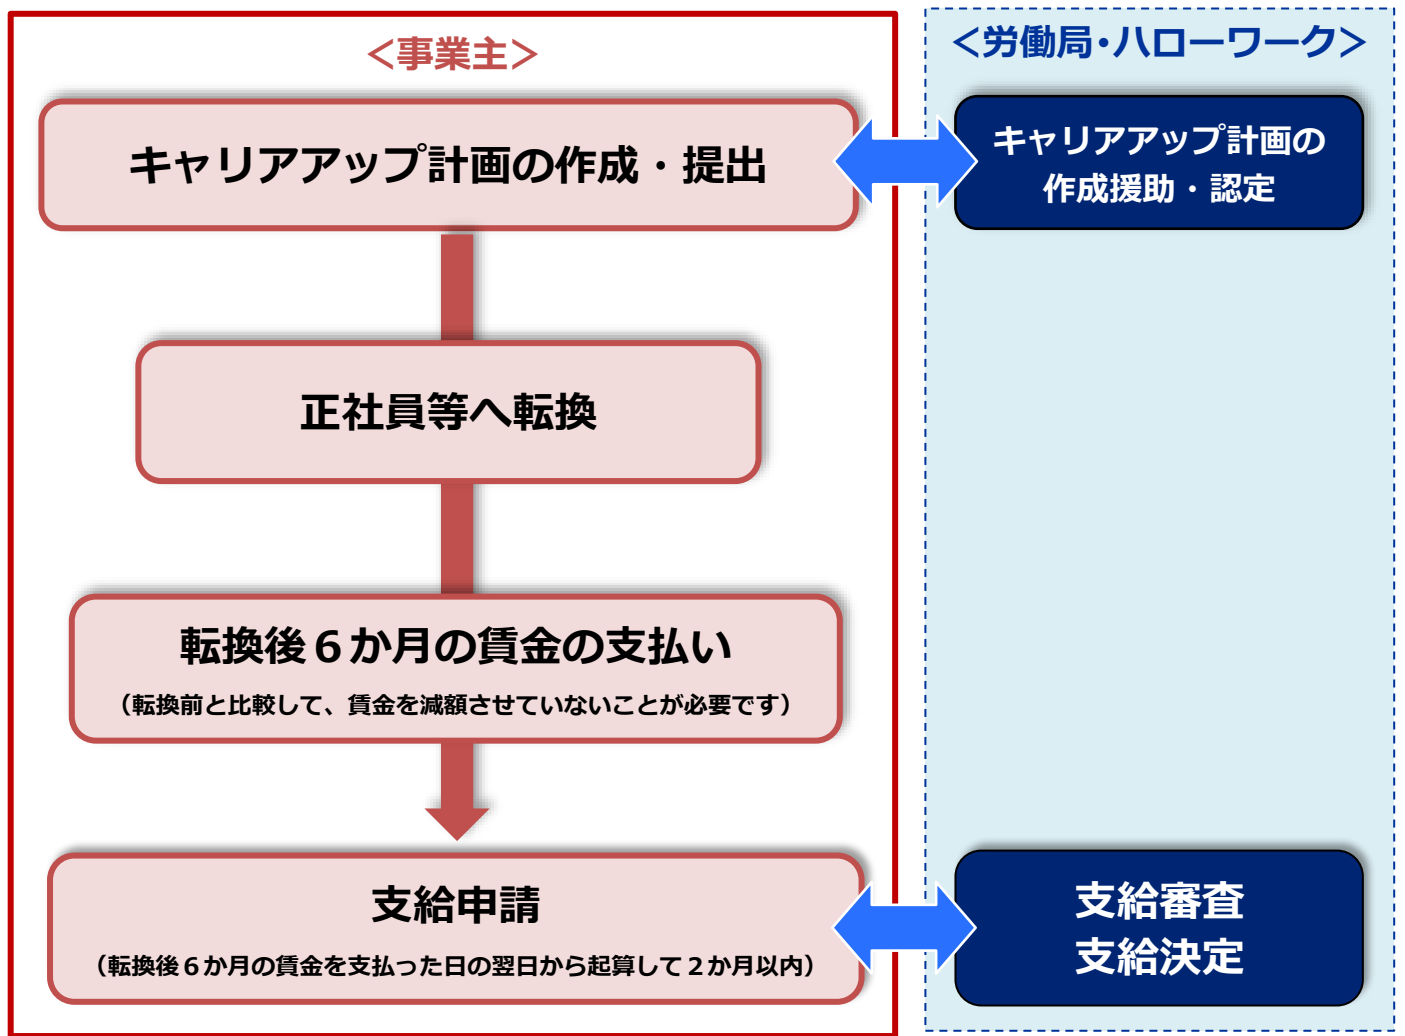 ＜事業主＞
＜労働局・ハローワーク＞
キャリアアップ計画の作成・提出
キャリアアップ計画の
作成援助・認定
正社員等へ転換
転換後６か月の賃金の支払い
（転換前と比較して、賃金を減額させていないことが必要です）
支給申請
（転換後６か月の賃金を支払った日の翌日から起算して２か月以内）
支給審査
支給決定